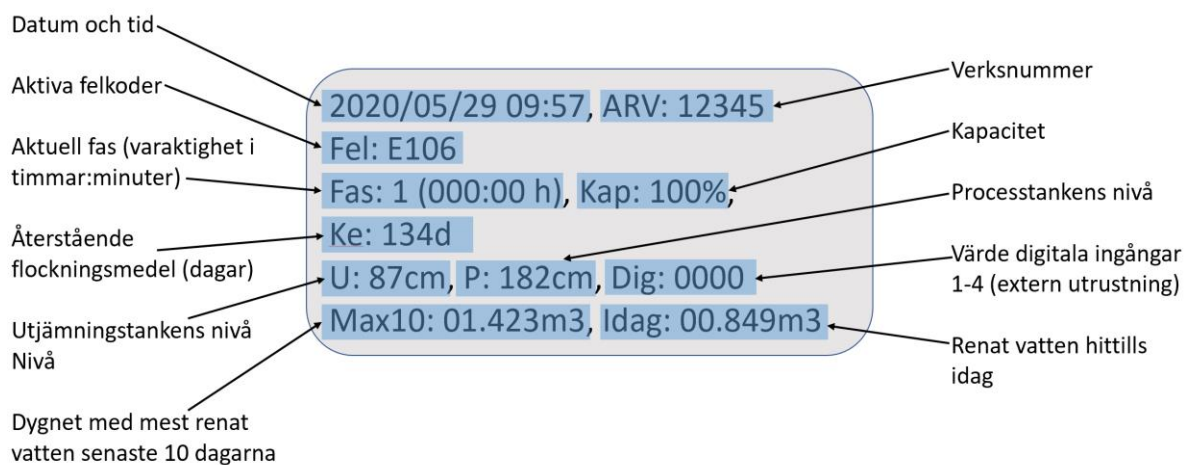 Datum och tid
Aktiva felkoder
Aktuell fas (varaktighet i
timmar:minuter)
Återstående
flockningsmedel (dagar)
Utjämningstankens nivå
Nivå
Dygnet med mest renat
vatten senaste 10 dagarna
2020/05/29 09:57, ARV: 12345
Fel: E106
Fas: 1 (000:00 h), Kap: 100%,
Ke: 134d
U: 87cm, P: 182cm, Dig: 0000
Max10: 01.423m3, Idag: 00.849m3
Verksnummer
Kapacitet
Processtankens nivå
Värde digitala ingångar
1-4 (extern utrustning)
Renat vatten hittills
idag